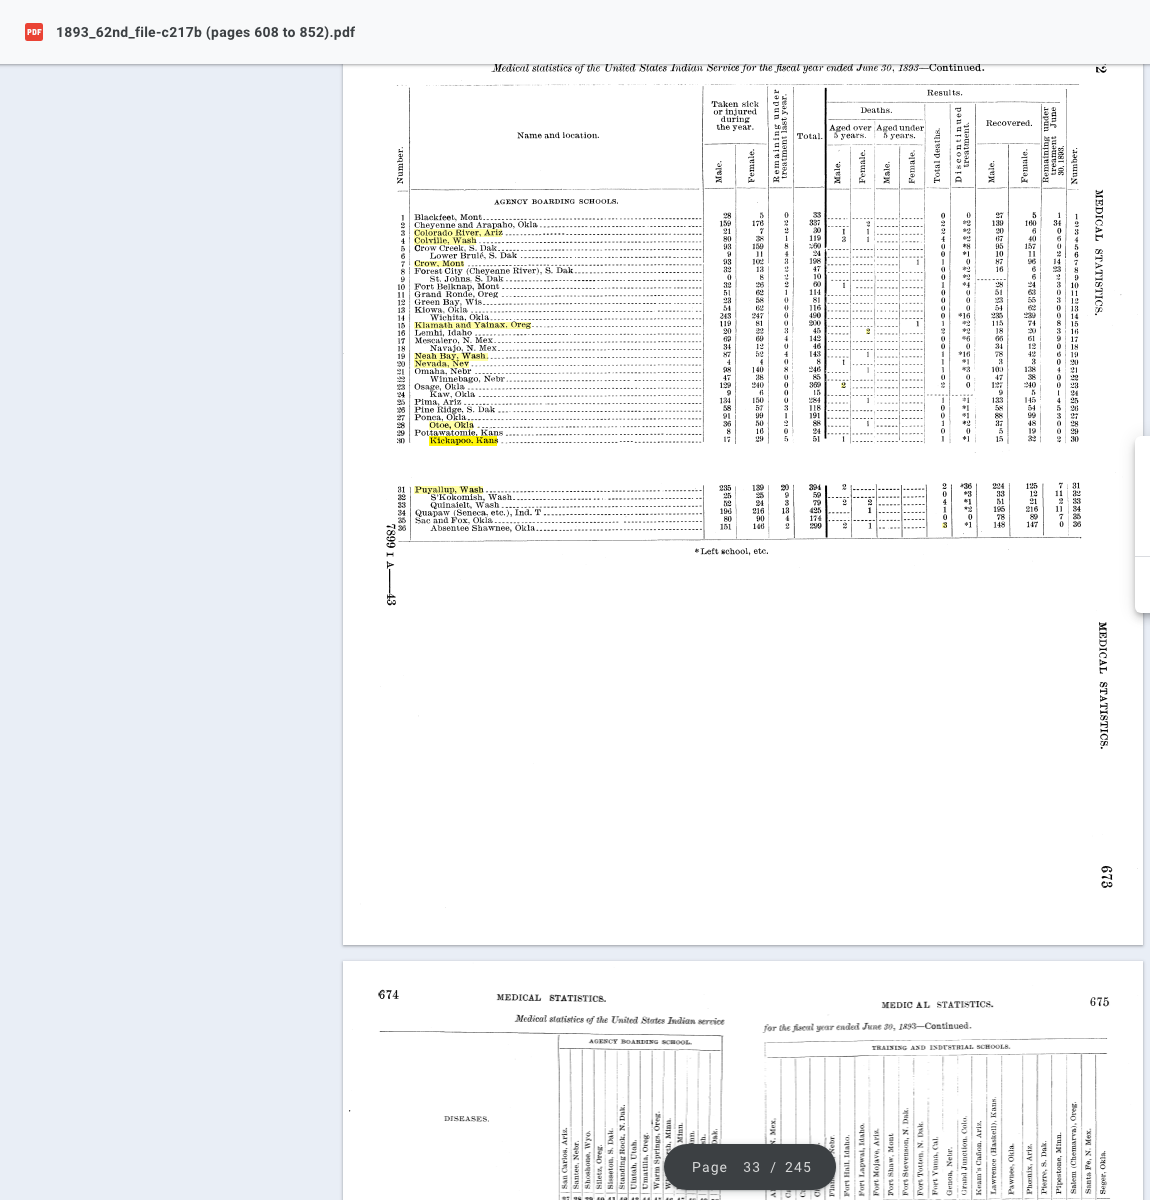 1893_62nd_file-c217b (pages 608 to 852).pdf
Medical statistics of the United States Indian Service for the fiscal year ended June 30, 1893—Continued.
Number.
Name and location.
Taken sick or injured during the year.
Male.
Female.
Remaining under treatment last year.
Total.
Results.
Deaths.
Aged over 5 years.
Aged under 5 years.
Male.
Female.
Male.
Female.
Total deaths.
Discontinued treatment.
Recovered.
Male.
Female.
Remaining under treatment June 30, 1893.
Number.
AGENCY BOARDING SCHOOLS.
1 Blackfeet, Mont 28 5 0 33 0 0 27 5 1 1
2 Cheyenne and Arapaho, Okla 159 176 2 337 2 2 *2 139 160 34 2
3 Colorado River, Ariz 21 7 2 30 1 1 2 *2 20 6 0 3
4 Colville, Wash 80 38 1 119 3 1 4 *2 67 40 6 4
5 Crow Creek, S. Dak 93 159 8 260 0 *8 95 157 0 5
6 Lower Brulé, S. Dak 9 11 4 24 0 *1 10 11 2 6
7 Crow, Mont 93 102 3 198 1 1 0 87 96 14 7
8 Forest City (Cheyenne River), S. Dak 32 13 2 47 0 *2 16 6 23 8
9 St. Johns, S. Dak 0 8 2 10 0 *2 6 2 9
10 Fort Belknap, Mont 32 26 2 60 1 1 *4 28 24 3 10
11 Grand Ronde, Oreg 51 62 1 114 0 0 51 63 0 11
12 Green Bay, Wis 23 58 0 81 0 0 23 55 3 12
13 Kiowa, Okla 54 62 0 116 0 0 54 62 0 13
14 Wichita, Okla 243 247 0 490 0 *16 235 239 0 14
15 Klamath and Yainax, Oreg 119 81 0 200 1 1 *2 115 74 8 15
16 Lemhi, Idaho 20 22 3 45 2 2 *2 18 20 3 16
17 Mescalero, N. Mex 69 69 4 142 0 *6 66 61 9 17
18 Navajo, N. Mex 34 12 0 46 0 0 34 12 0 18
19 Neah Bay, Wash 87 52 4 143 1 1 *16 78 42 6 19
20 Nevada, Nev 4 4 0 8 1 1 *1 3 3 0 20
21 Omaha, Nebr 98 140 8 246 1 1 *3 100 138 4 21
22 Winnebago, Nebr 47 38 0 85 0 0 47 38 0 22
23 Osage, Okla 129 240 0 369 2 2 0 127 240 0 23
24 Kaw, Okla 9 6 0 15 9 5 1 24
25 Pima, Ariz 134 150 0 284 1 1 *1 133 145 4 25
26 Pine Ridge, S. Dak 58 57 3 118 0 *1 58 54 5 26
27 Ponca, Okla 91 99 1 191 0 *1 88 99 3 27
28 Otoe, Okla 36 50 2 88 1 1 *2 37 48 0 28
29 Pottawatomie, Kans 8 16 0 24 0 0 5 19 0 29
30 Kickapoo, Kans 17 29 5 51 1 1 *1 15 32 2 30
31 Puyallup, Wash 235 139 20 394 2 2 *36 224 125 7 31
32 S'Kokomish, Wash 25 25 9 59 0 *3 33 12 11 32
33 Quinaielt, Wash 52 24 3 79 2 2 4 *1 51 21 2 33
34 Quapaw (Seneca, etc.), Ind. T 196 216 13 425 1 1 *2 195 216 11 34
35 Sac and Fox, Okla 80 90 4 174 0 0 78 89 7 35
36 Absentee Shawnee, Okla 151 146 2 299 2 1 3 *1 148 147 0 36
*Left school, etc.
7899 I A——43
2
MEDICAL STATISTICS.
MEDICAL STATISTICS.
673
674
MEDICAL STATISTICS.
Medical statistics of the United States Indian service
AGENCY BOARDING SCHOOL.
DISEASES.
San Carlos, Ariz.
Santee, Nebr.
Shoshone, Wyo.
Siletz, Oreg.
Sisseton, S. Dak.
Standing Rock, N. Dak.
Uintah, Utah.
Umatilla, Oreg.
Warm Springs, Oreg.
MEDICAL STATISTICS.
675
for the fiscal year ended June 30, 1893—Continued.
TRAINING AND INDUSTRIAL SCHOOLS.
Fort Hall, Idaho.
Fort Lapwai, Idaho.
Fort Mojave, Ariz.
Fort Shaw, Mont
Fort Stevenson, N. Dak.
Fort Totten, N. Dak.
Fort Yuma, Cal.
Genoa, Nebr.
Grand Junction, Colo.
Keam's Cañon, Ariz.
Lawrence (Haskell), Kans.
Pawnee, Okla.
Phoenix, Ariz.
Pierre, S. Dak.
Pipestone, Minn.
Salem (Chemawa), Oreg.
Santa Fe, N. Mex.
Seger, Okla.
Page 33 / 245